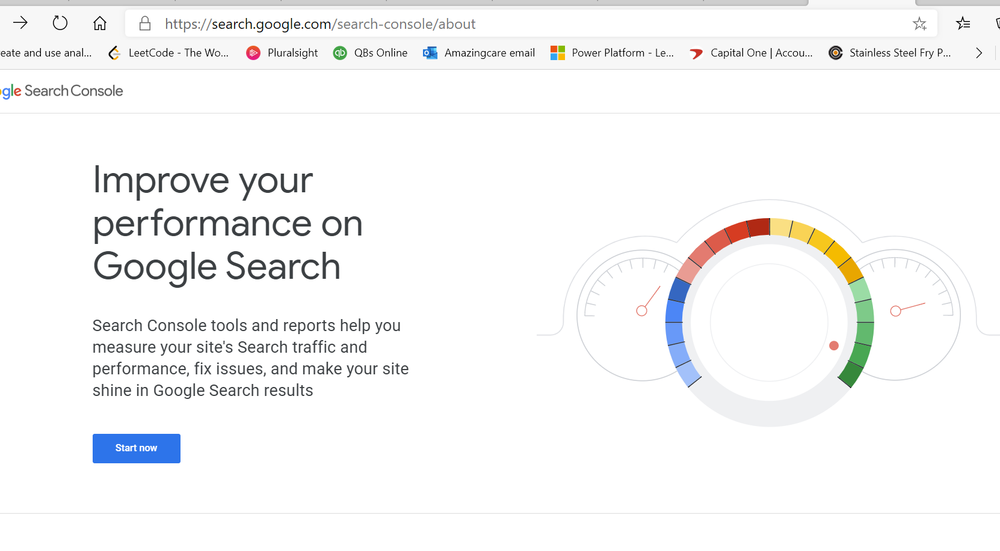 https://search.google.com/search-console/about
eate and use anal... LeetCode - The Wo... Pluralsight qb QBs Online Amazingcare email Power Platform - Le... Capital One | Accou... Stainless Steel Fry P...
gle Search Console
Improve your
performance on
Google Search
Search Console tools and reports help you
measure your site's Search traffic and
performance, fix issues, and make your site
shine in Google Search results
Start now